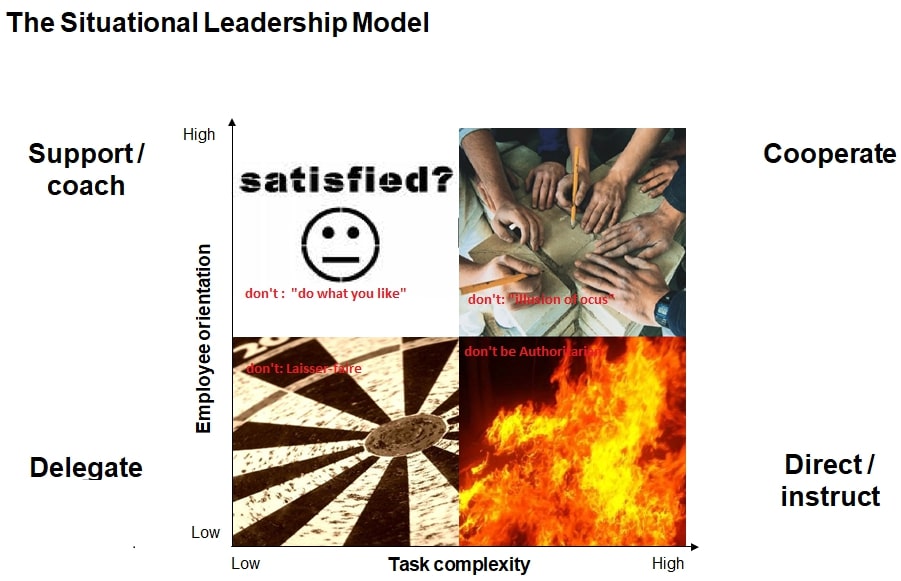 The Situational Leadership Model
High
Support /
coach
Cooperate
satisfied?
don't : "do what you like"
don't: "illusion of ocus"
Employee orientation
don't: Laisser-faire
don't be Authoritarian
Delegate
Direct /
instruct
Low
Low
Task complexity
High